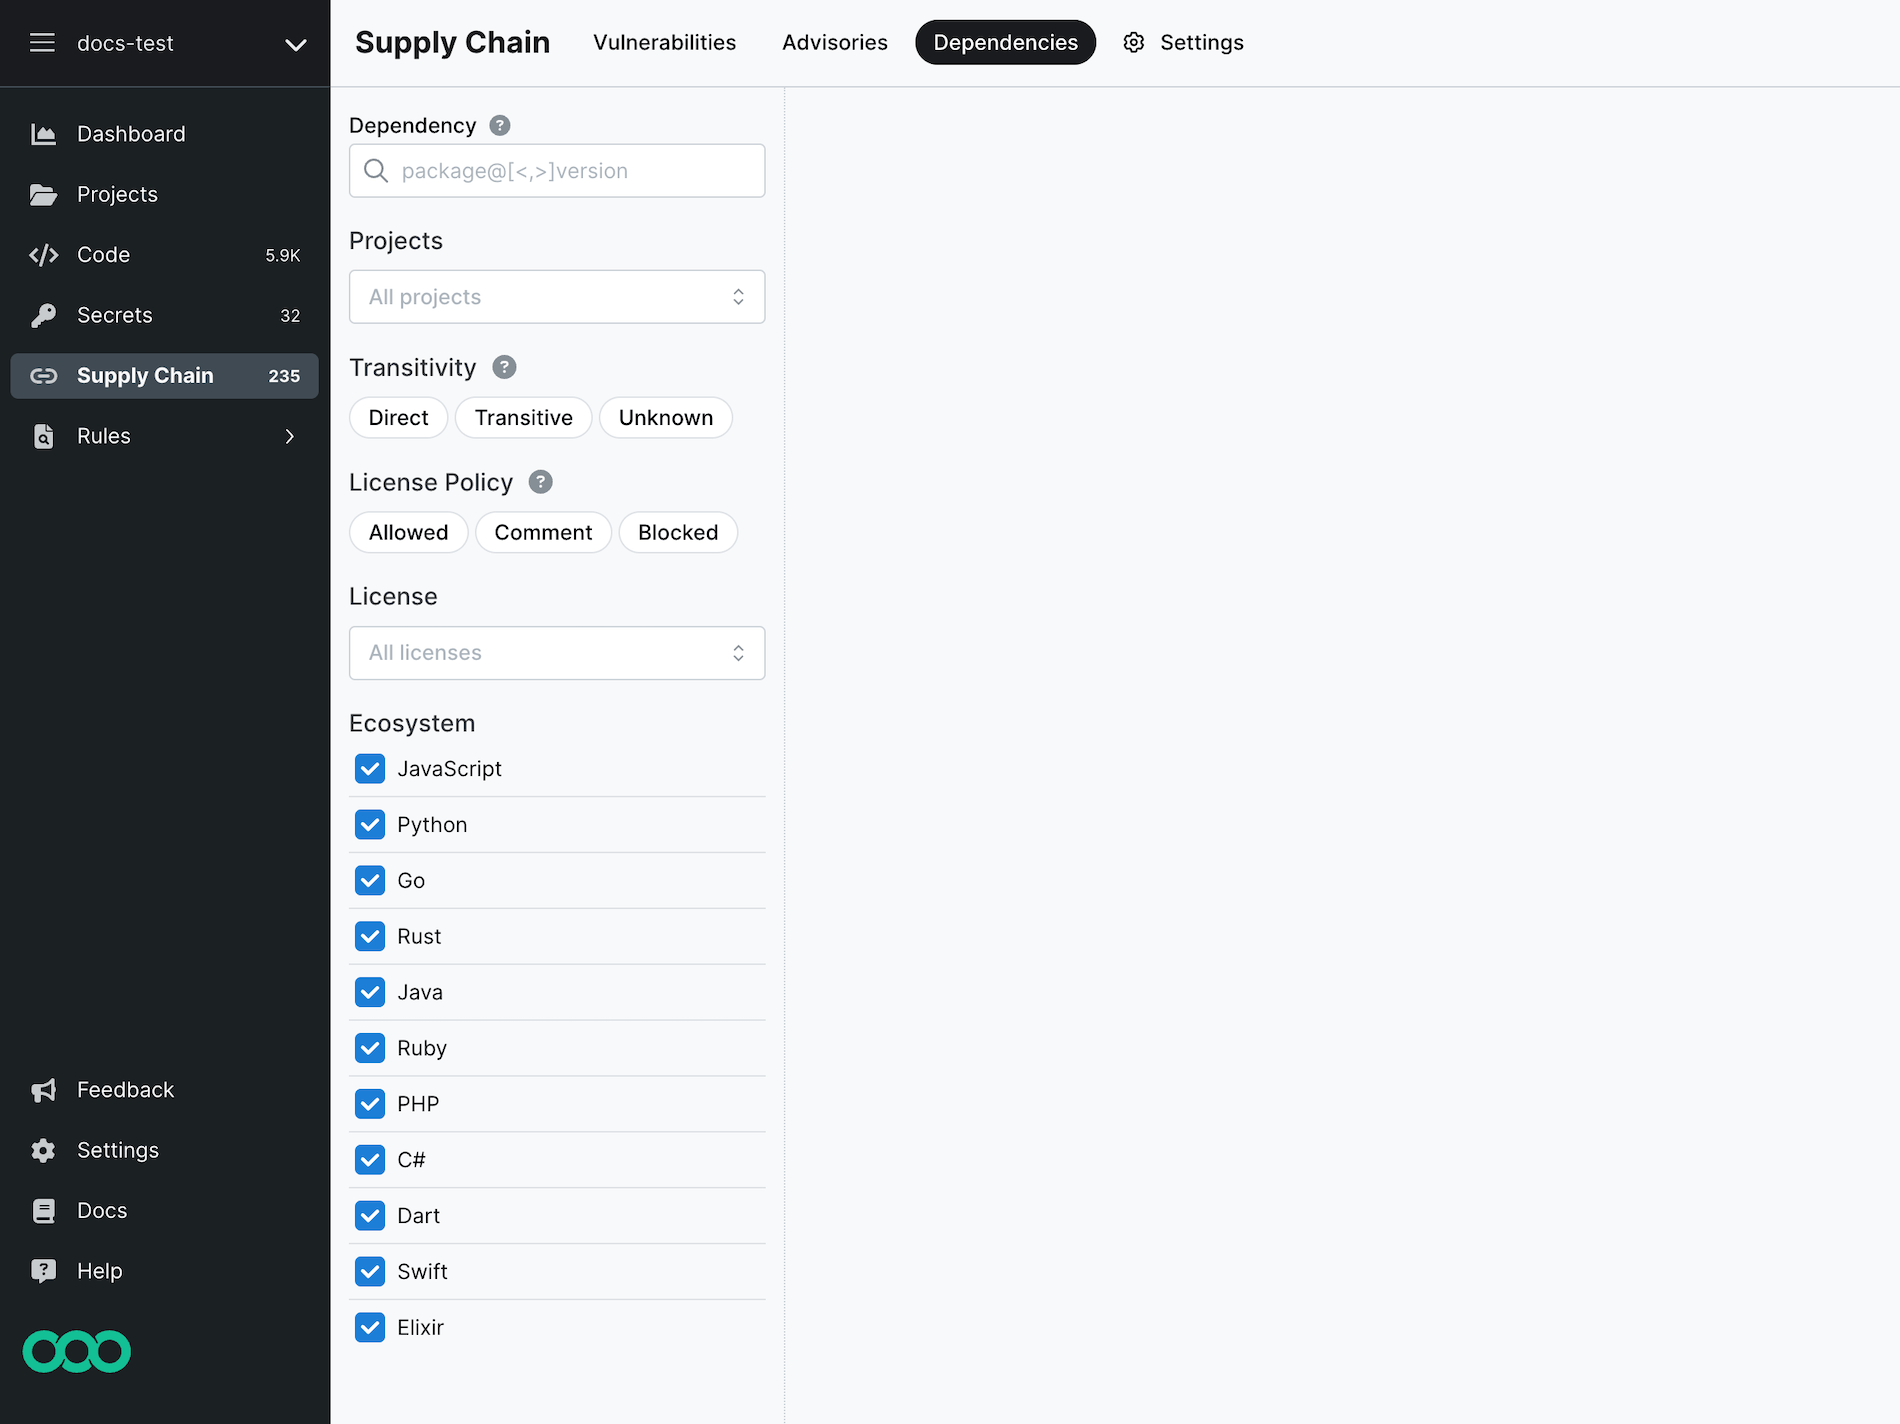 docs-test
Supply Chain
Vulnerabilities
Advisories
Dependencies
Settings
Dashboard
Projects
Code 5.9K
Secrets 32
Supply Chain 235
Rules
Feedback
Settings
Docs
Help
Dependency ?
package@[<,>]version
Projects
All projects
Transitivity ?
Direct Transitive Unknown
License Policy ?
Allowed Comment Blocked
License
All licenses
Ecosystem
JavaScript
Python
Go
Rust
Java
Ruby
PHP
C#
Dart
Swift
Elixir